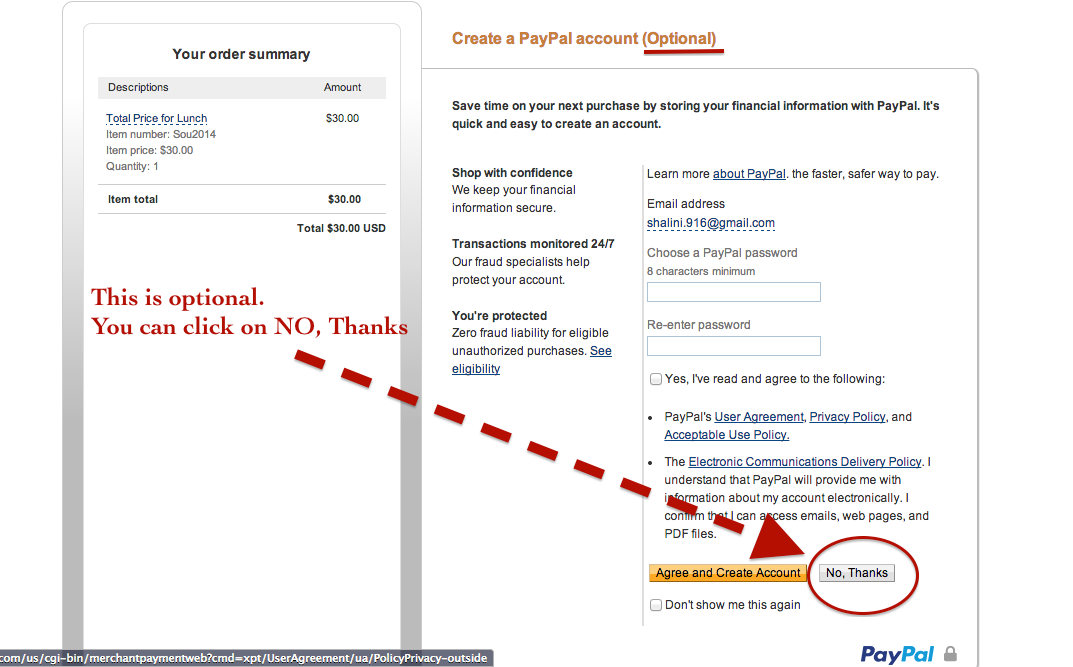 Your order summary
Descriptions Amount
Total Price for Lunch $30.00
Item number: Sou2014
Item price: $30.00
Quantity: 1
Item total $30.00
Total $30.00 USD
This is optional.
You can click on NO, Thanks
Create a PayPal account (Optional)
Save time on your next purchase by storing your financial information with PayPal. It's
quick and easy to create an account.
Shop with confidence
We keep your financial
information secure.
Transactions monitored 24/7
Our fraud specialists help
protect your account.
You're protected
Zero fraud liability for eligible
unauthorized purchases. See
eligibility
Learn more about PayPal. the faster, safer way to pay.
Email address
shalini.916@gmail.com
Choose a PayPal password
8 characters minimum
Re-enter password
Yes, I've read and agree to the following:
• PayPal's User Agreement, Privacy Policy, and
Acceptable Use Policy.
• The Electronic Communications Delivery Policy. I
understand that PayPal will provide me with
information about my account electronically. I
confirm that I can access emails, web pages, and
PDF files.
Agree and Create Account No, Thanks
Don't show me this again
PayPal
com/us/cgi-bin/merchantpaymentweb?cmd=xpt/UserAgreement/ua/PolicyPrivacy-outside